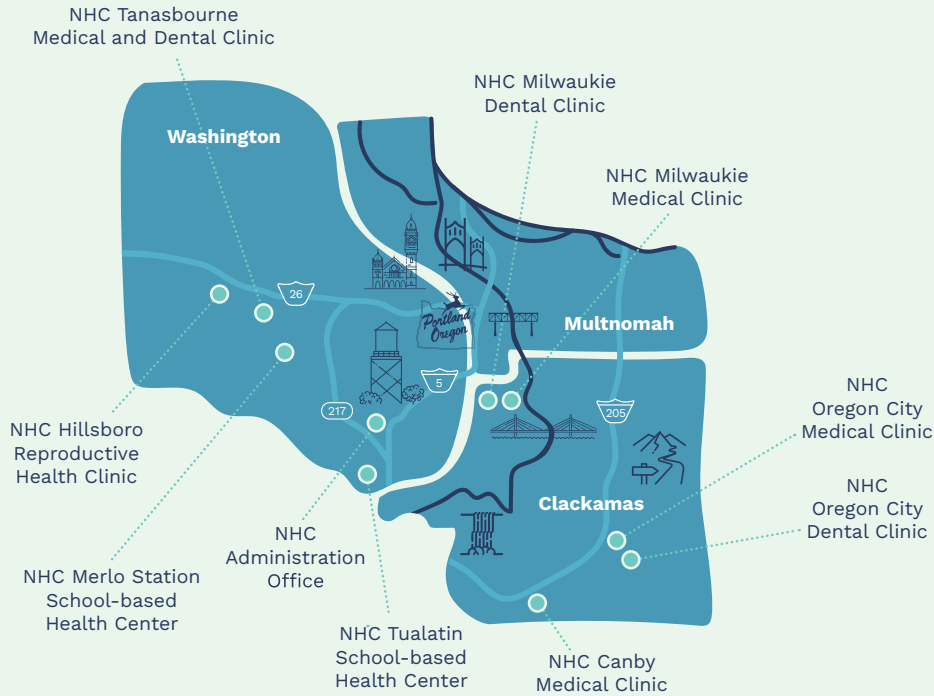 NHC Tanasbourne
Medical and Dental Clinic
NHC Milwaukie
Dental Clinic
Washington
NHC Milwaukie
Medical Clinic
26
Portland
Oregon
Multnomah
5
217
205
NHC
Oregon City
Medical Clinic
NHC Hillsboro
Reproductive
Health Clinic
NHC
Oregon City
Dental Clinic
Clackamas
NHC
Administration
Office
NHC Merlo Station
School-based
Health Center
NHC Tualatin
School-based
Health Center
NHC Canby
Medical Clinic